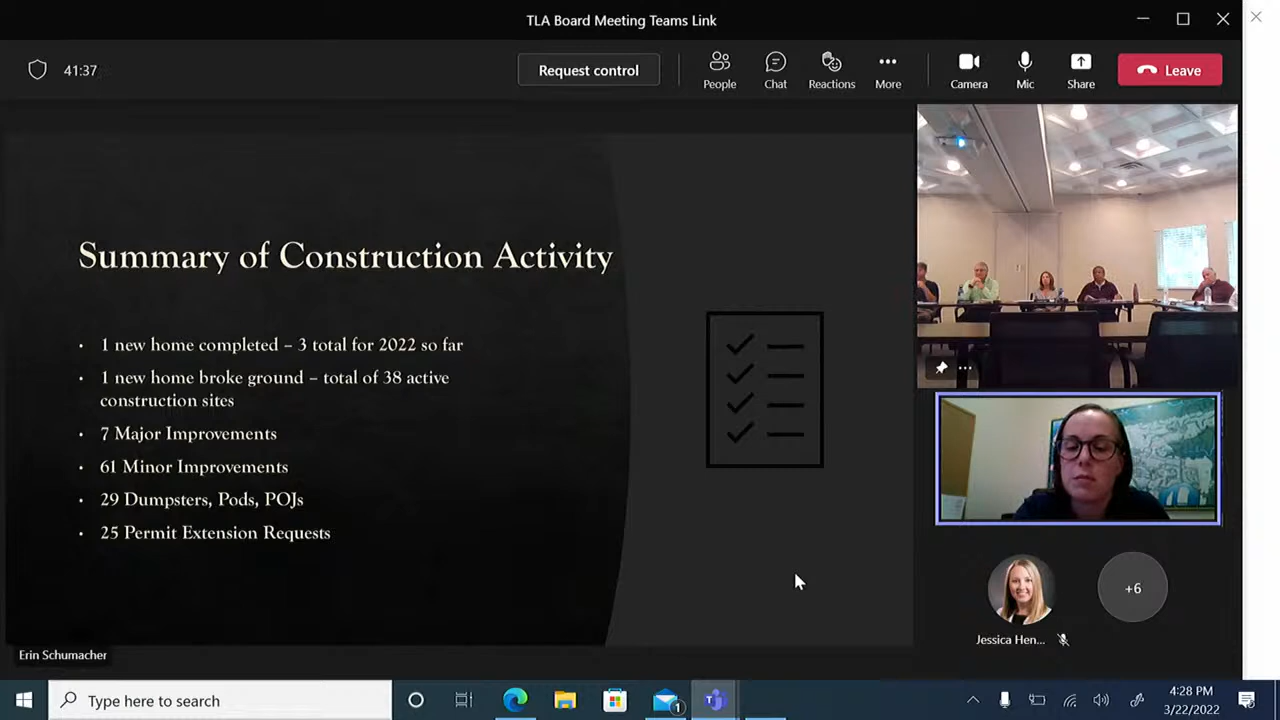 TLA Board Meeting Teams Link
41:37
Request control
People
Chat
Reactions
More
Camera
Mic
Share
Leave
Summary of Construction Activity
• 1 new home completed – 3 total for 2022 so far
• 1 new home broke ground – total of 38 active
construction sites
• 7 Major Improvements
• 61 Minor Improvements
• 29 Dumpsters, Pods, POJs
• 25 Permit Extension Requests
+6
Jessica Hen...
Erin Schumacher
Type here to search
1
4:28 PM
3/22/2022